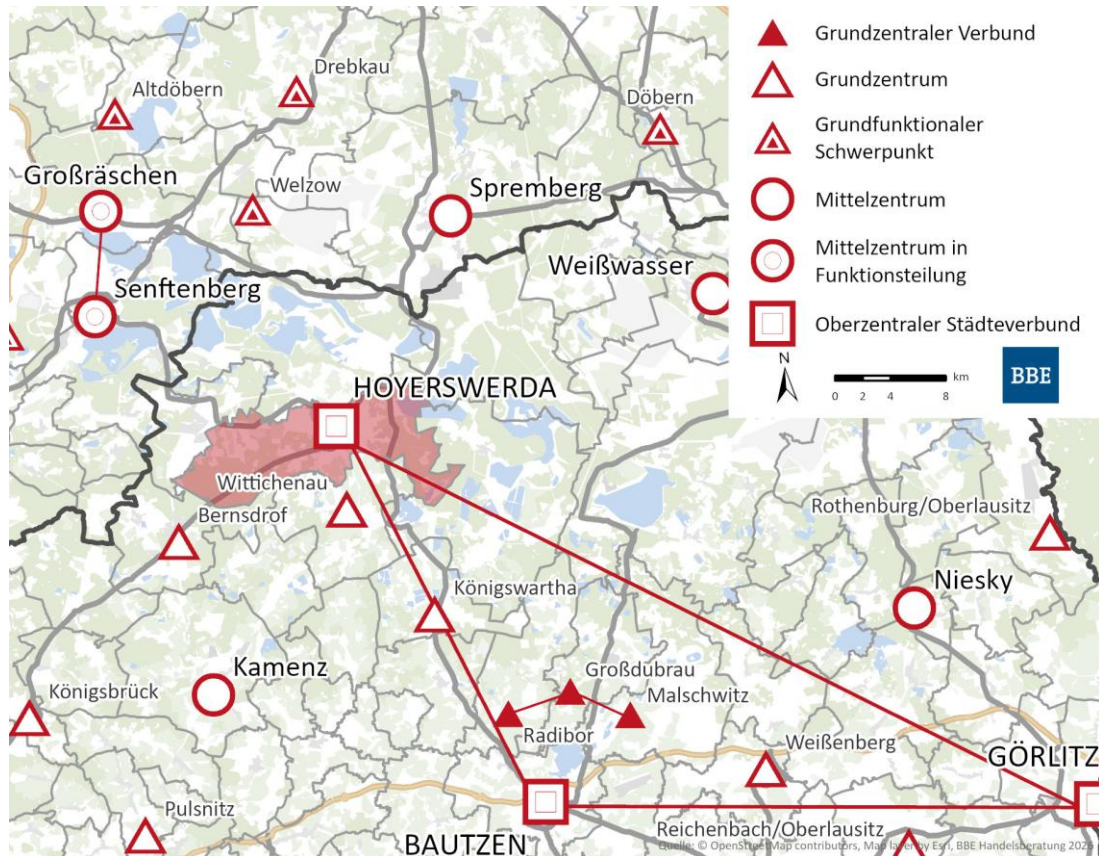 Drebkau
Altdöbern
Döbern
Großräschen
Welzow
Spremberg
Weißwasser
Senftenberg
HOYERSWERDA
Wittichenau
Bernsdrof
Rothenburg/Oberlausitz
Königswartha
Niesky
Kamenz
Großdubrau
Malschwitz
Königsbrück
Radibor
Weißenberg
GÖRLITZ
Pulsnitz
BAUTZEN
Reichenbach/Oberlausitz
Grundzentraler Verbund
Grundzentrum
Grundfunktionaler
Schwerpunkt
Mittelzentrum
Mittelzentrum in
Funktionsteilung
Oberzentraler Städteverbund
N
km
0 2 4 8
BBE
Quelle: © OpenStreetMap contributors, Map layer by Esri, BBE Handelsberatung 2026